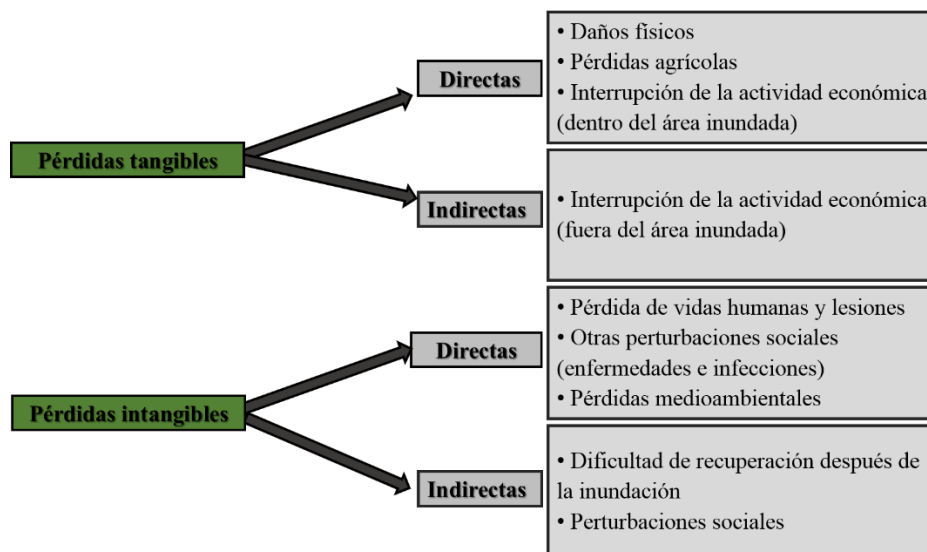 Pérdidas tangibles
Directas
• Daños físicos
• Pérdidas agrícolas
• Interrupción de la actividad económica
(dentro del área inundada)
Indirectas
• Interrupción de la actividad económica
(fuera del área inundada)
Pérdidas intangibles
Directas
• Pérdida de vidas humanas y lesiones
• Otras perturbaciones sociales
(enfermedades e infecciones)
• Pérdidas medioambientales
Indirectas
• Dificultad de recuperación después de
la inundación
• Perturbaciones sociales